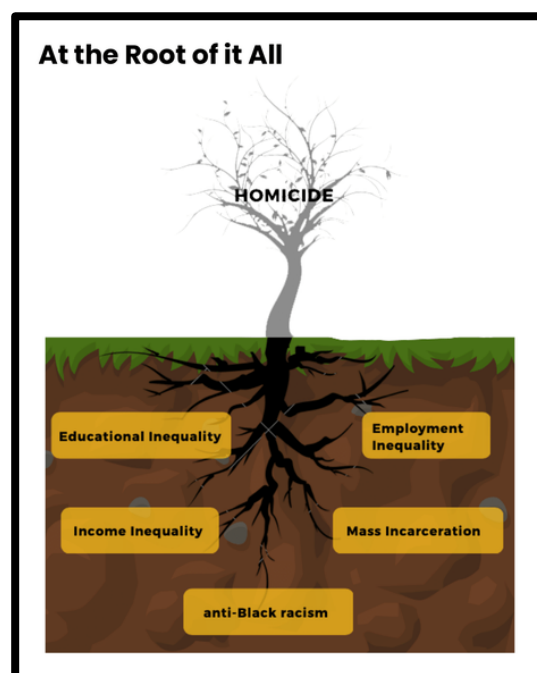 At the Root of it All
HOMICIDE
Educational Inequality
Employment
Inequality
Income Inequality
Mass Incarceration
anti-Black racism